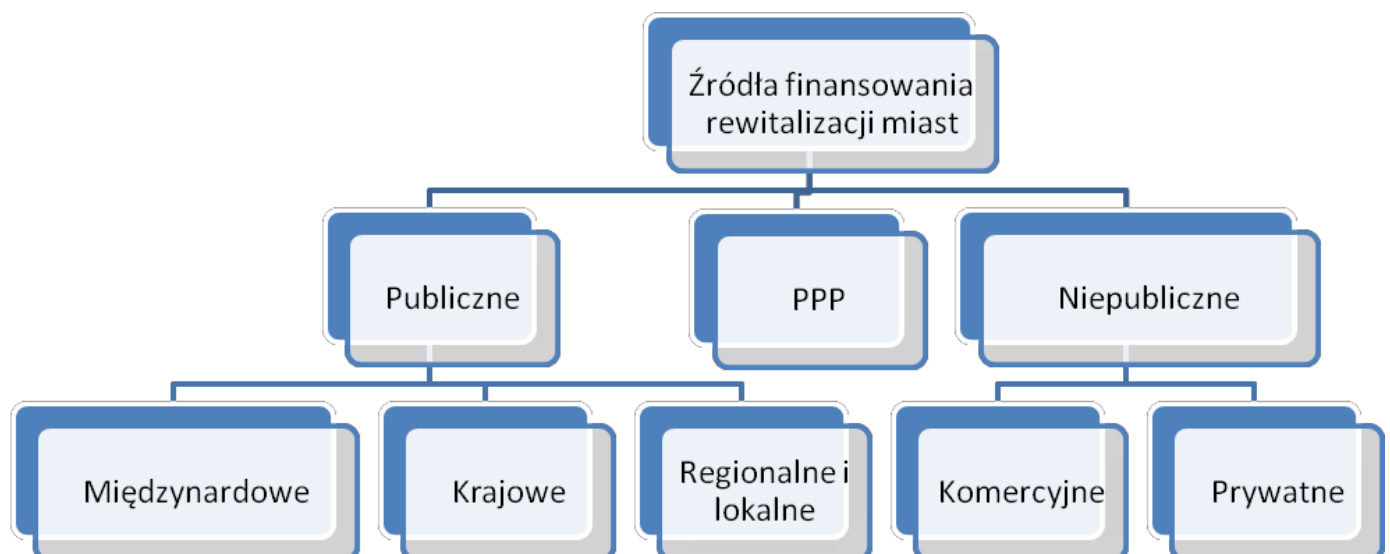 Źródła finansowania
rewitalizacji miast
Publiczne
PPP
Niepubliczne
Międzynardowe
Krajowe
Regionalne i
lokalne
Komercyjne
Prywatne